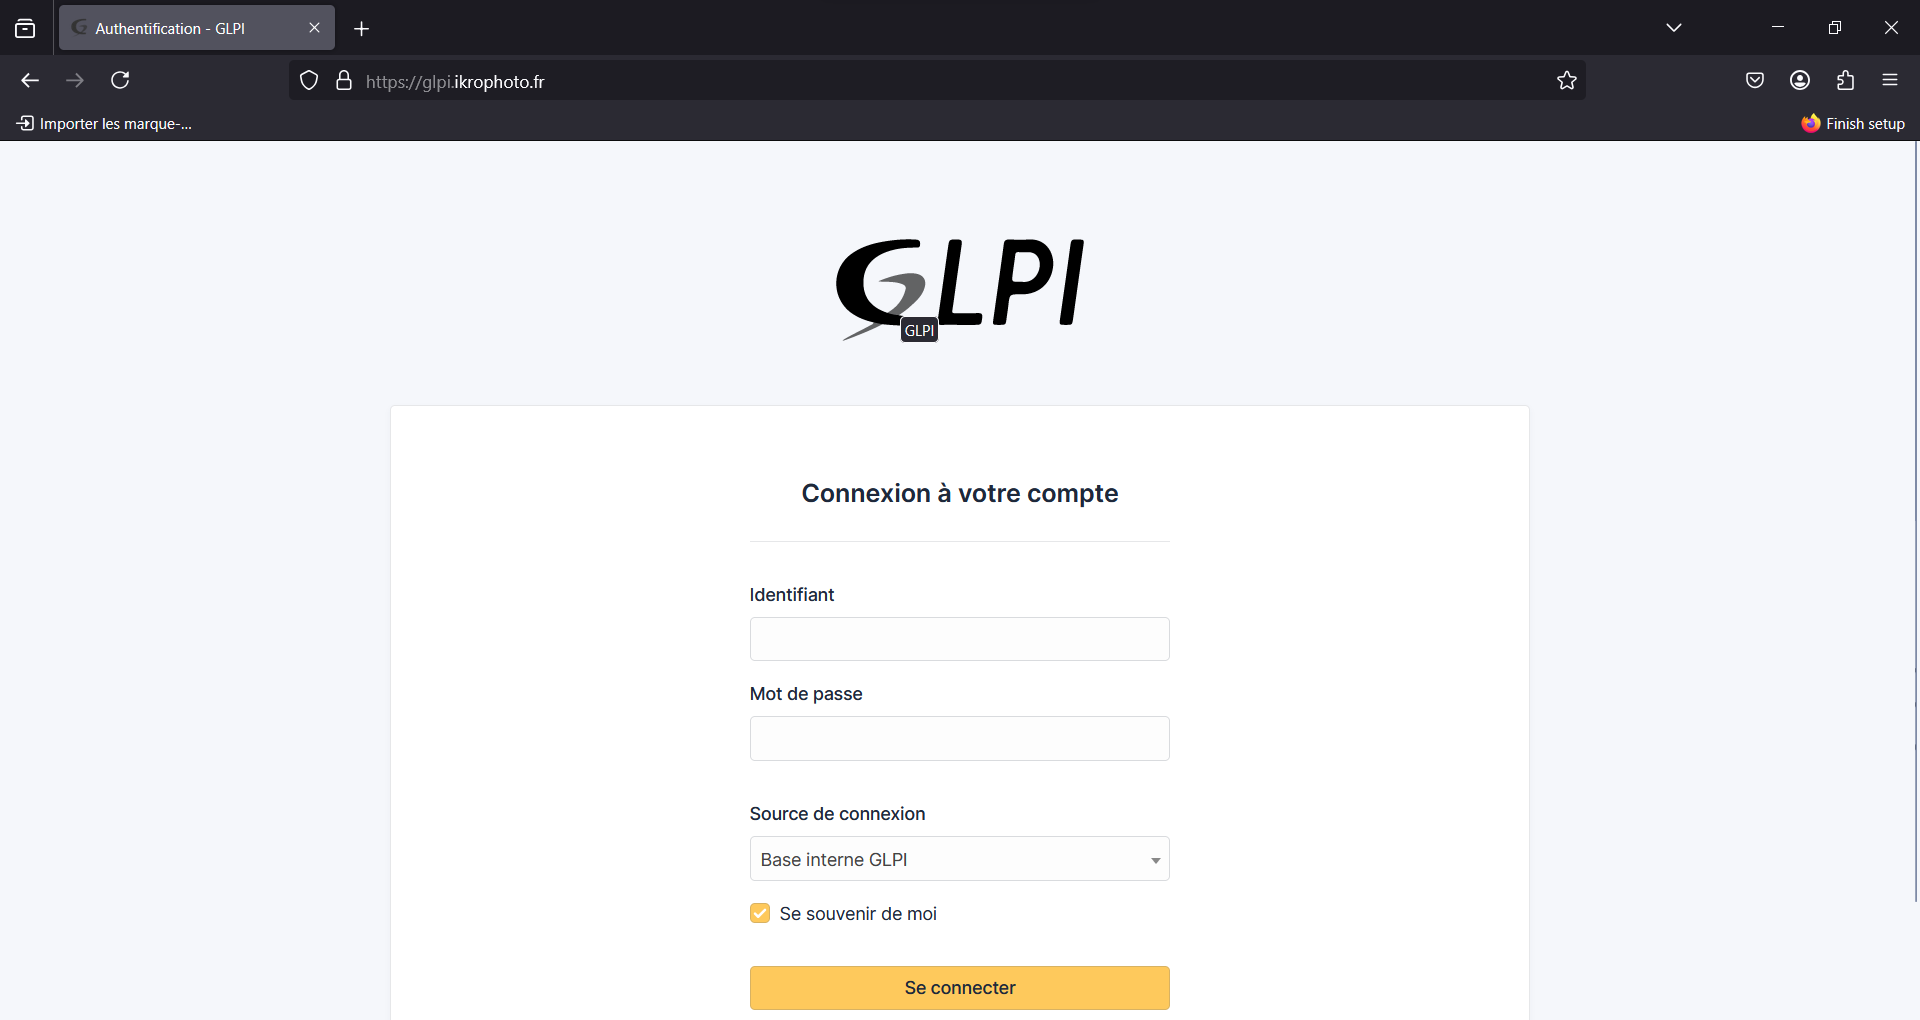 Authentification - GLPI
https://glpi.ikrophoto.fr
Importer les marque-...
Finish setup
GLPI
GLPI
Connexion à votre compte
Identifiant
Mot de passe
Source de connexion
Base interne GLPI
Se souvenir de moi
Se connecter